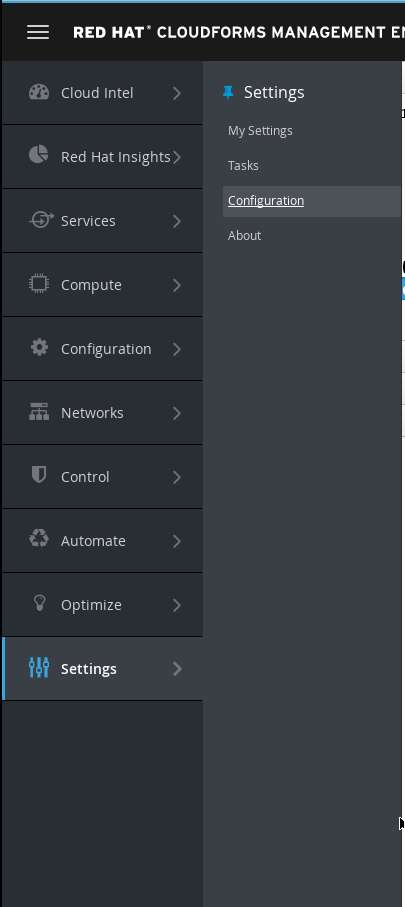 RED HAT® CLOUDFORMS MANAGEMENT
Cloud Intel
Red Hat Insights
Services
Compute
Configuration
Networks
Control
Automate
Optimize
Settings
Settings
My Settings
Tasks
Configuration
About